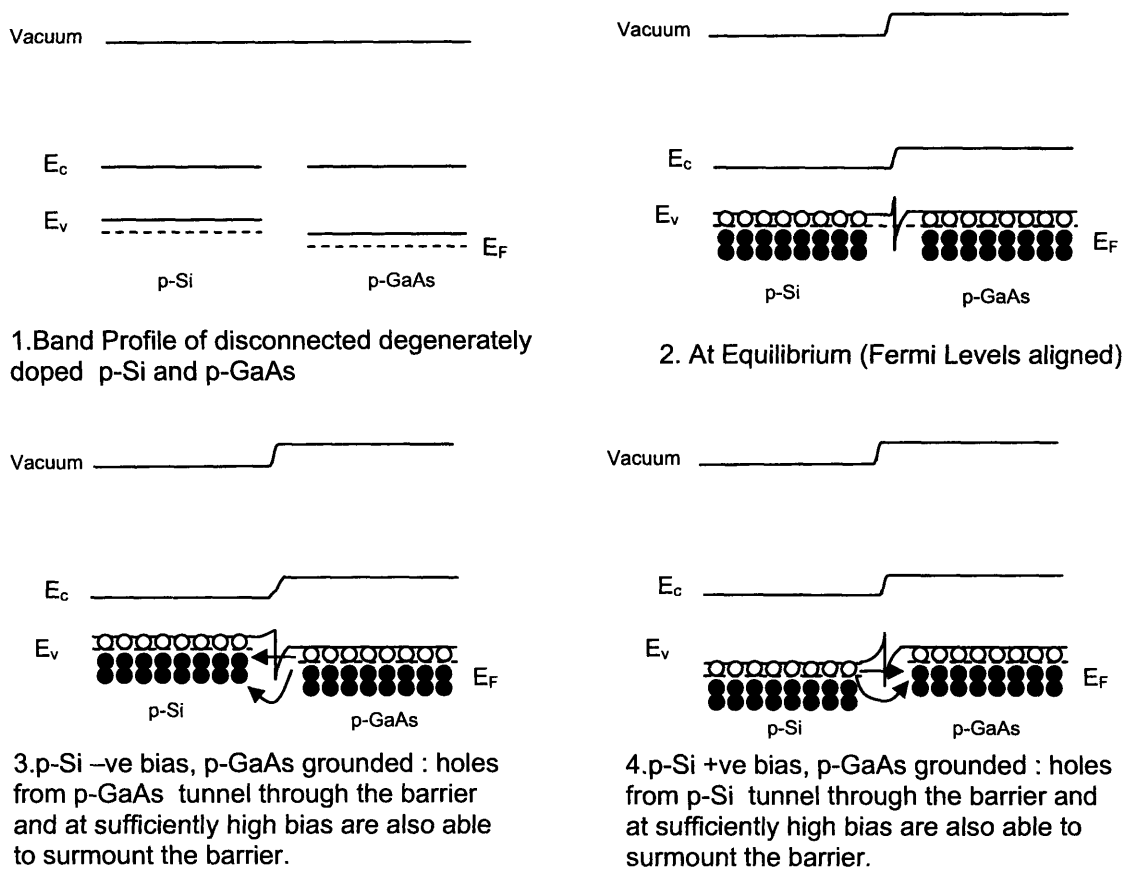 Vacuum
E_c
E_v
E_F
p-Si
p-GaAs
1.Band Profile of disconnected degenerately
doped p-Si and p-GaAs
Vacuum
E_c
E_v
E_F
p-Si
p-GaAs
2. At Equilibrium (Fermi Levels aligned)
Vacuum
E_c
E_v
E_F
p-Si
p-GaAs
3.p-Si –ve bias, p-GaAs grounded : holes
from p-GaAs tunnel through the barrier
and at sufficiently high bias are also able
to surmount the barrier.
Vacuum
E_c
E_v
E_F
p-Si
p-GaAs
4.p-Si +ve bias, p-GaAs grounded : holes
from p-Si tunnel through the barrier and
at sufficiently high bias are also able to
surmount the barrier.